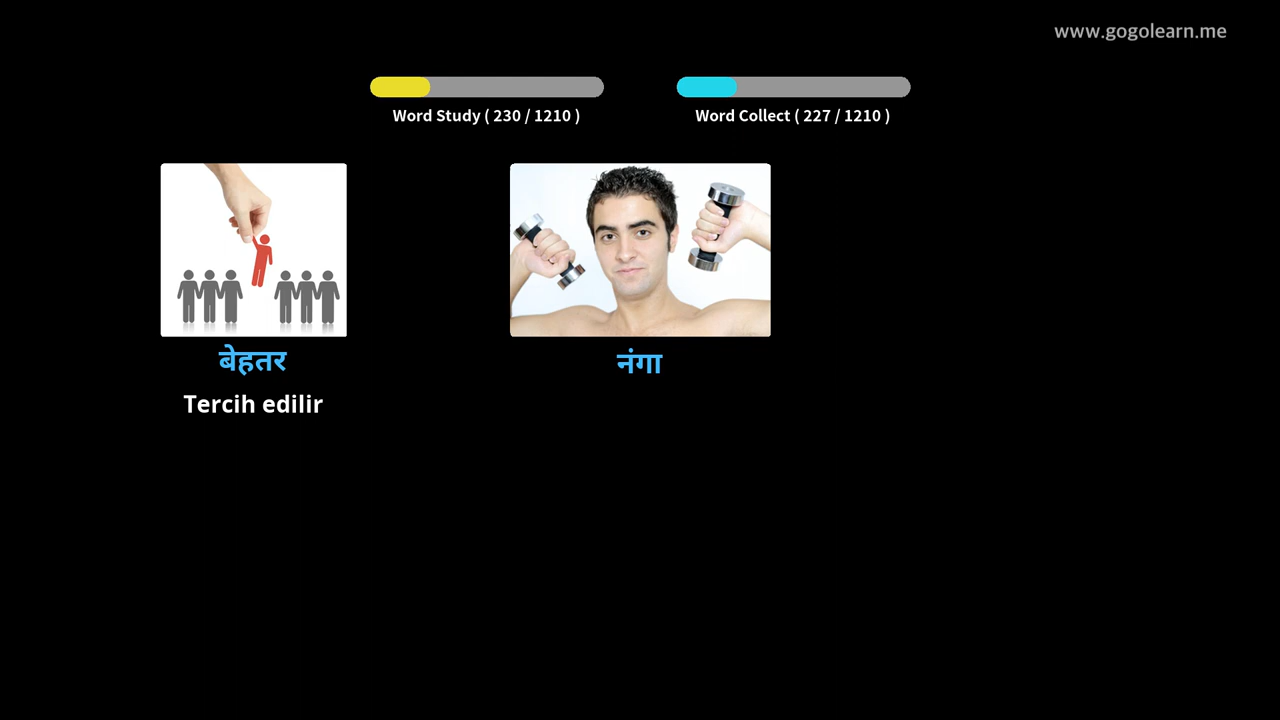 www.gogolearn.me
Word Study ( 230 / 1210 )
Word Collect ( 227 / 1210 )
बेहतर
नंगा
Tercih edilir